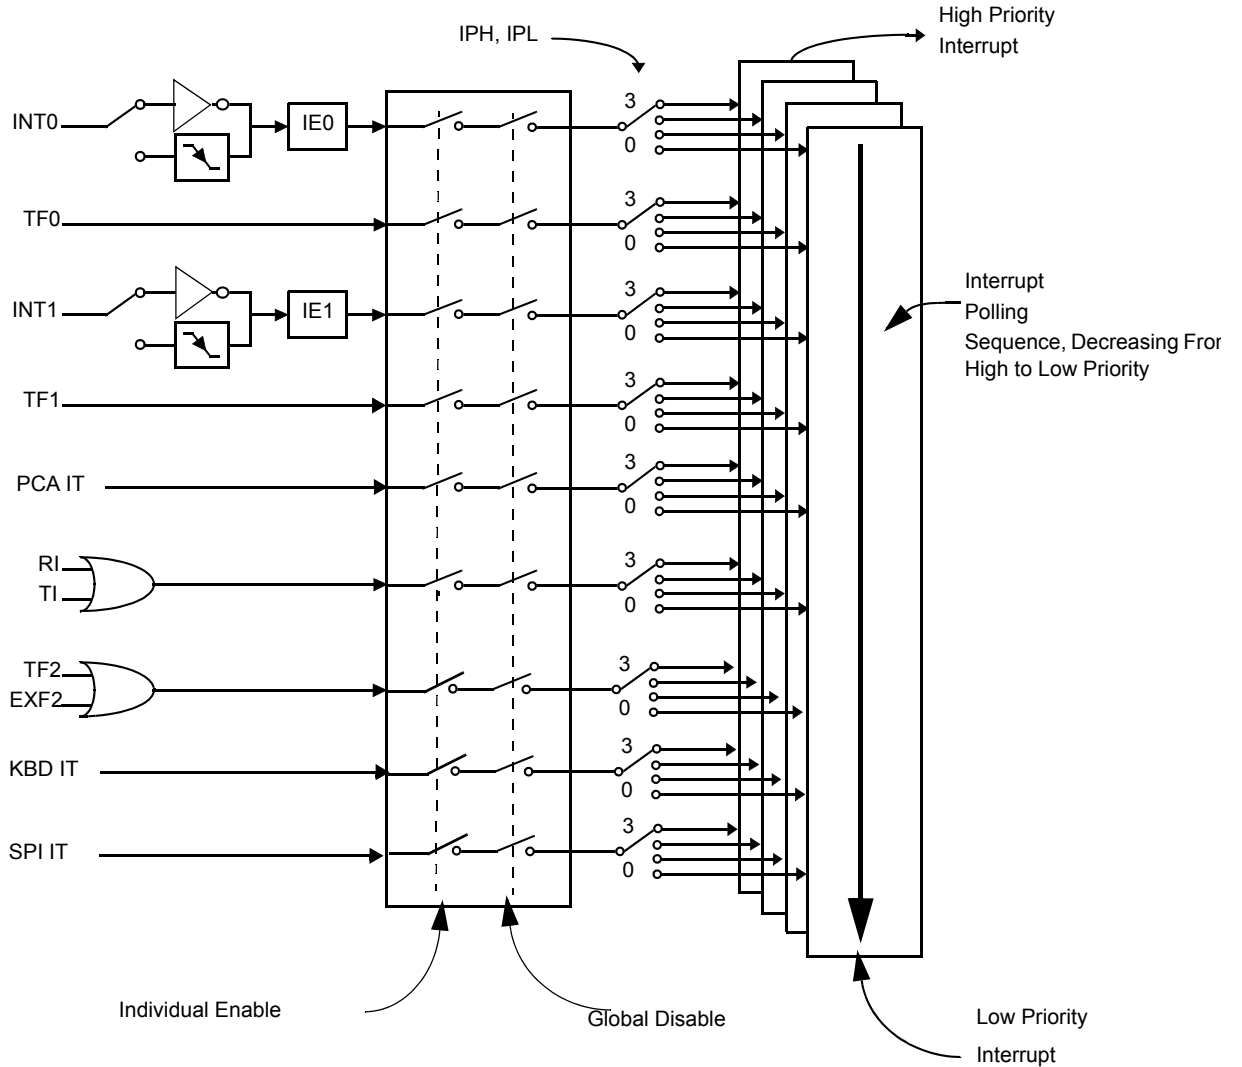 High Priority
IPH, IPL
Interrupt
3
INT0
IE0
0
3
TF0
0
Interrupt
3
INT1
IE1
Polling
0
Sequence, Decreasing From
High to Low Priority
3
TF1
0
3
PCA IT
0
RI
3
TI
0
TF2
3
EXF2
0
3
KBD IT
0
3
SPI IT
0
Individual Enable
Global Disable
Low Priority
Interrupt